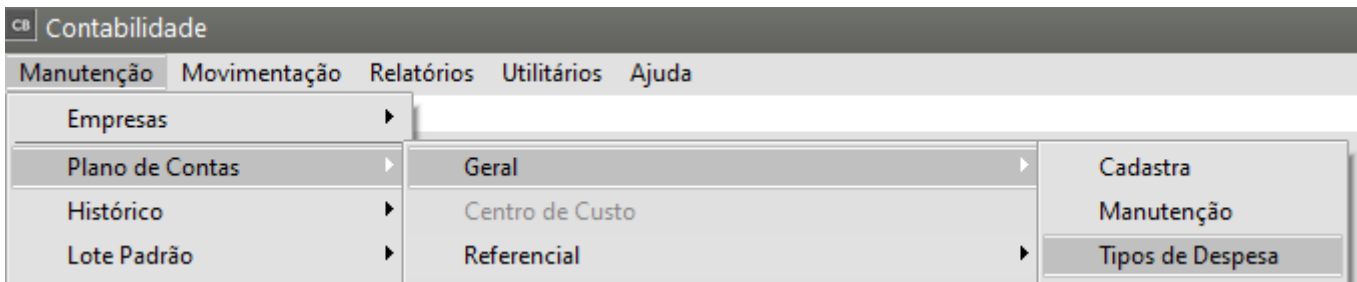 CB Contabilidade
Manutenção Movimentação Relatórios Utilitários Ajuda
Empresas
Plano de Contas Geral Cadastra
Histórico Centro de Custo Manutenção
Lote Padrão Referencial Tipos de Despesa